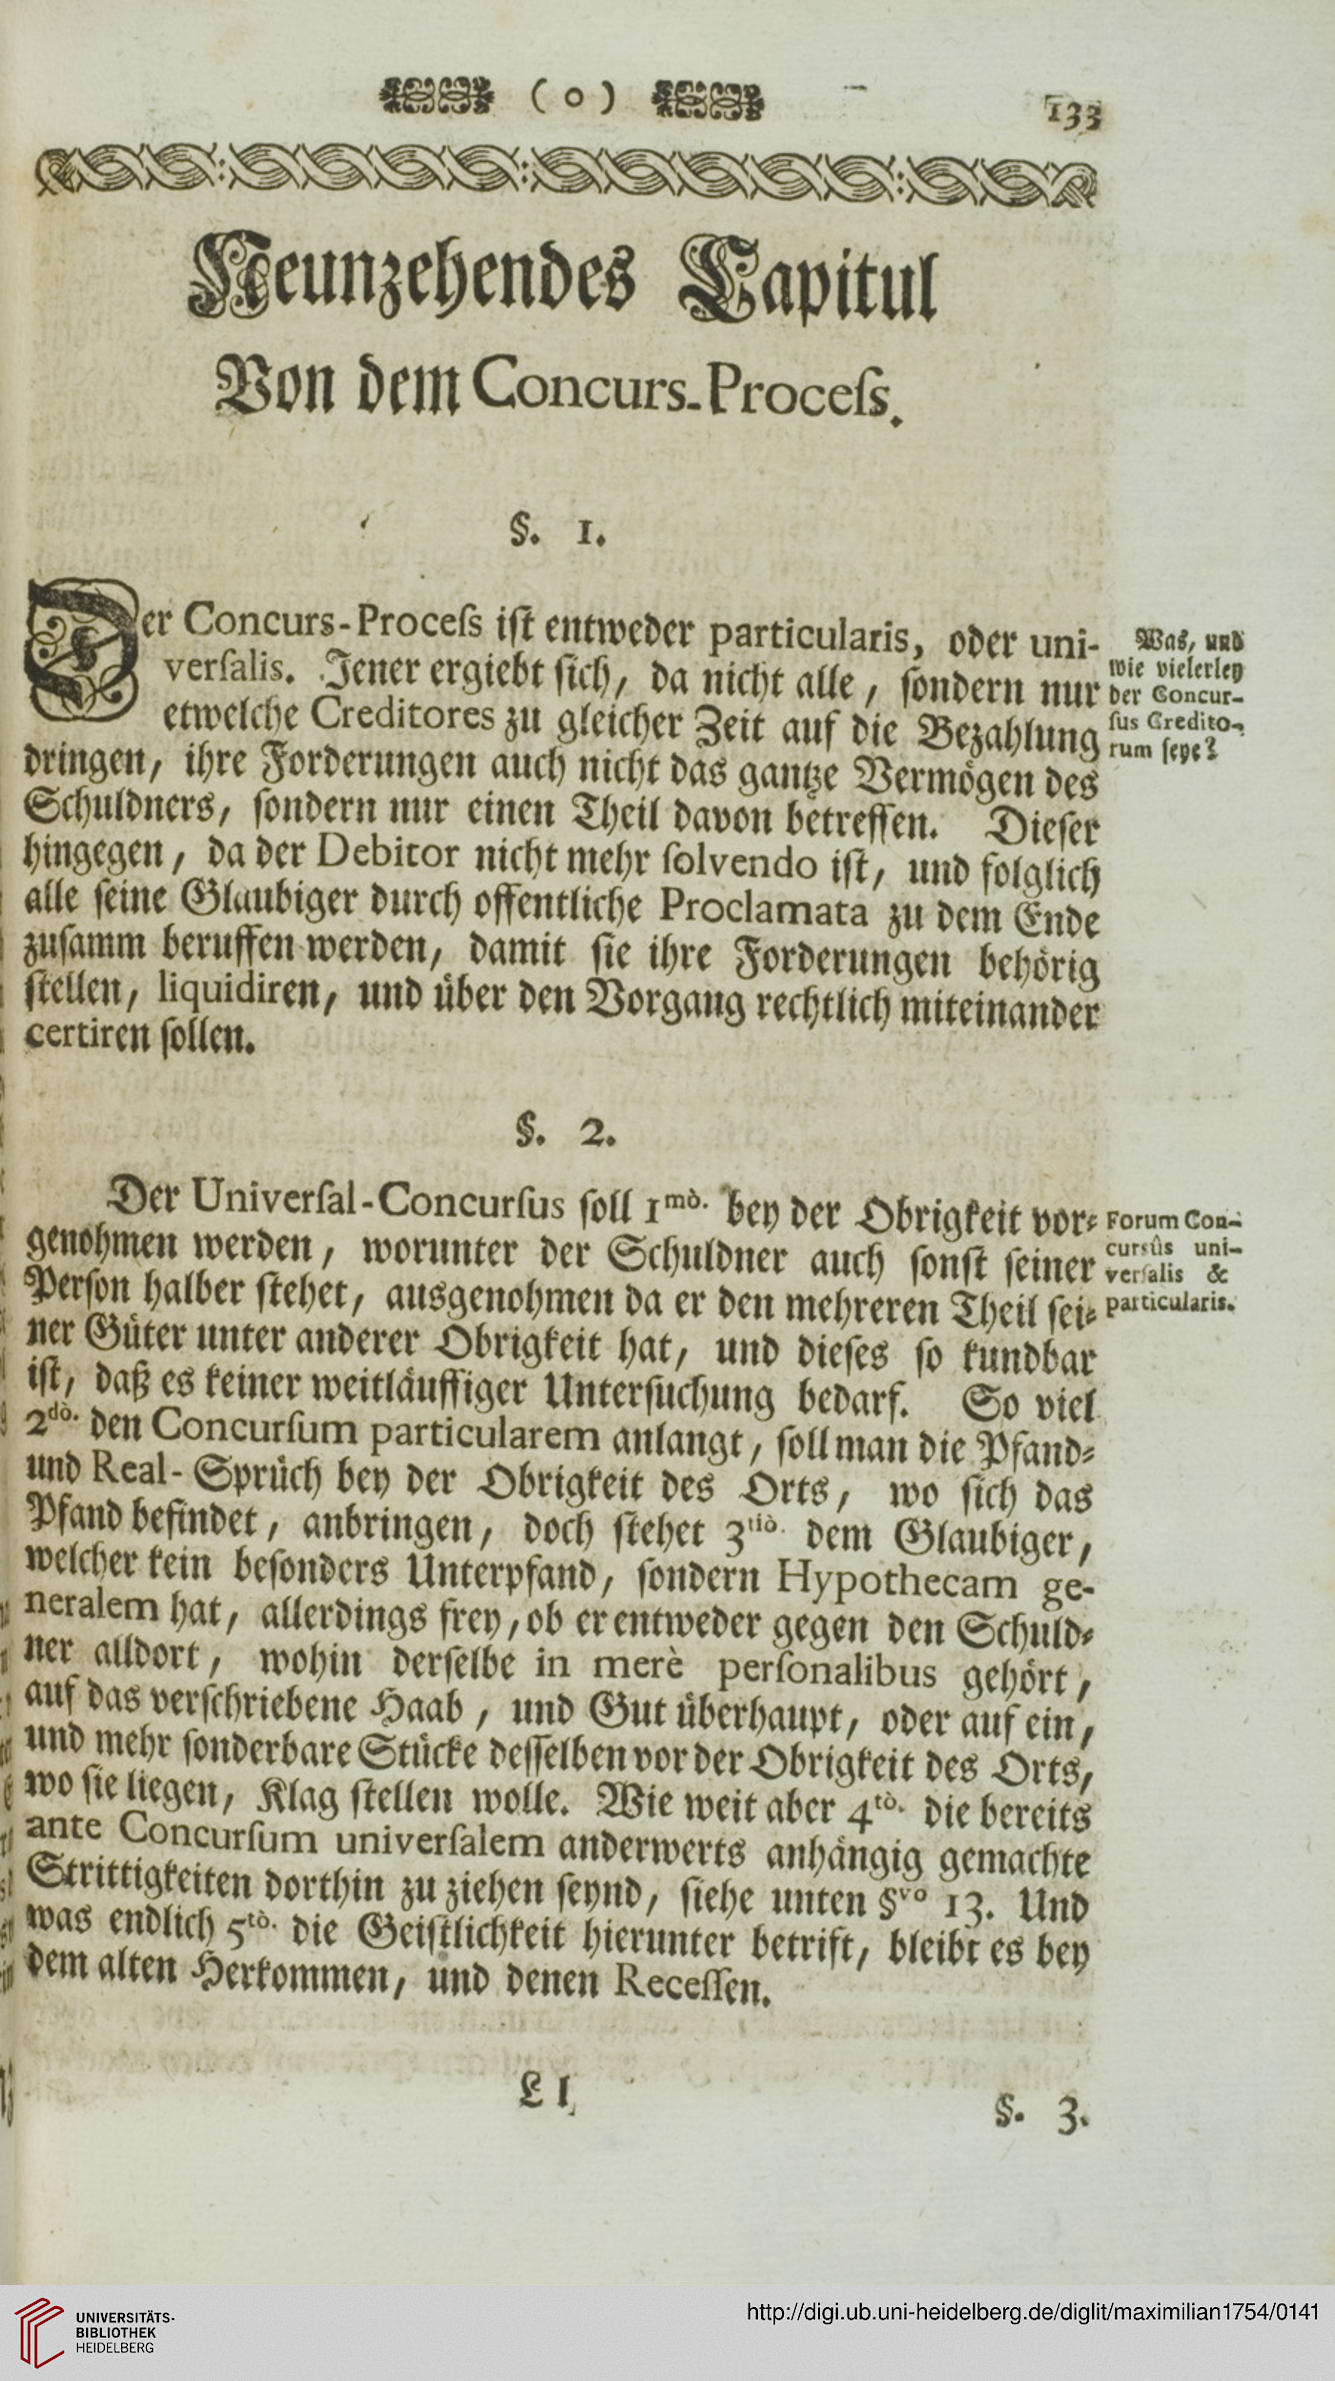 ( o )
133
Neunzehendes Capitul
Von dem Concurs-Proceſs.
§. 1.
Der Concurs-Proceſs iſt entweder particularis, oder uni-
verſalis. Jener ergiebt ſich, da nicht alle, ſondern nur
etwelche Creditores zu gleicher Zeit auf die Bezahlung
dringen, ihre Forderungen auch nicht das gantze Vermögen des
Schuldners, ſondern nur einen Theil davon betreffen. Dieſer
hingegen, da der Debitor nicht mehr ſolvendo iſt, und folglich
alle ſeine Glaubiger durch offentliche Proclamata zu dem Ende
zuſamm beruffen werden, damit ſie ihre Forderungen behörig
ſtellen, liquidiren, und über den Vorgang rechtlich miteinander
certiren ſollen.
Was, und
wie vielerley
der Concur-
ſus Credito-
rum ſeye?
§. 2.
Der Univerſal-Concurſus ſoll 1mò. bey der Obrigkeit vor-
genohmen werden, worunter der Schuldner auch ſonſt ſeiner
Perſon halber ſtehet, ausgenohmen da er den mehreren Theil ſei-
ner Güter unter anderer Obrigkeit hat, und dieſes ſo kundbar
iſt, daß es keiner weitläuffiger Unterſuchung bedarf. So viel
2dò. den Concurſum particularem anlangt, ſoll man die Pfand-
und Real-Sprüch bey der Obrigkeit des Orts, wo ſich das
Pfand befindet, anbringen, doch ſtehet 3tiò. dem Glaubiger,
welcher kein beſonders Unterpfand, ſondern Hypothecam ge-
neralem hat, allerdings frey, ob er entweder gegen den Schuld-
ner alldort, wohin derſelbe in merè perſonalibus gehört,
auf das verſchriebene Haab, und Gut überhaupt, oder auf ein,
und mehr ſonderbare Stücke deſſelben vor der Obrigkeit des Orts,
wo ſie liegen, Klag ſtellen wolle. Wie weit aber 4tò. die bereits
ante Concurſum univerſalem anderwerts anhängig gemachte
Strittigkeiten dorthin zu ziehen ſeynd, ſiehe unten §vo 13. Und
was endlich 5tò. die Geiſtlichkeit hierunter betrift, bleibt es bey
dem alten Herkommen, und denen Receſſen.
Forum Con-
curſûs uni-
verſalis &
particularis.
Ll
§. 3.
UNIVERSITÄTS-
BIBLIOTHEK
HEIDELBERG
http://digi.ub.uni-heidelberg.de/diglit/maximilian1754/0141